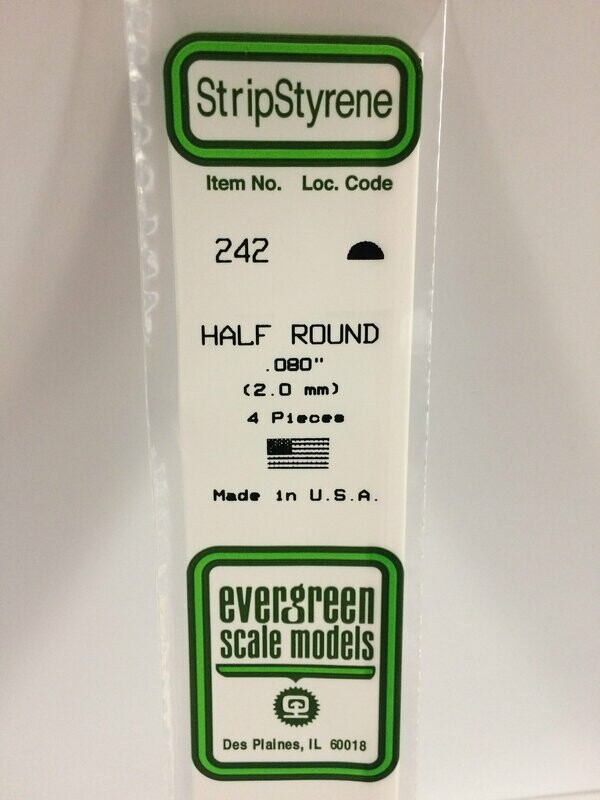 StripStyrene
Item No. Loc. Code
242
HALF ROUND
.080"
(2.0 mm)
4 Pieces
Made in U.S.A.
evergreen
scale models
Des Plaines, IL 60018